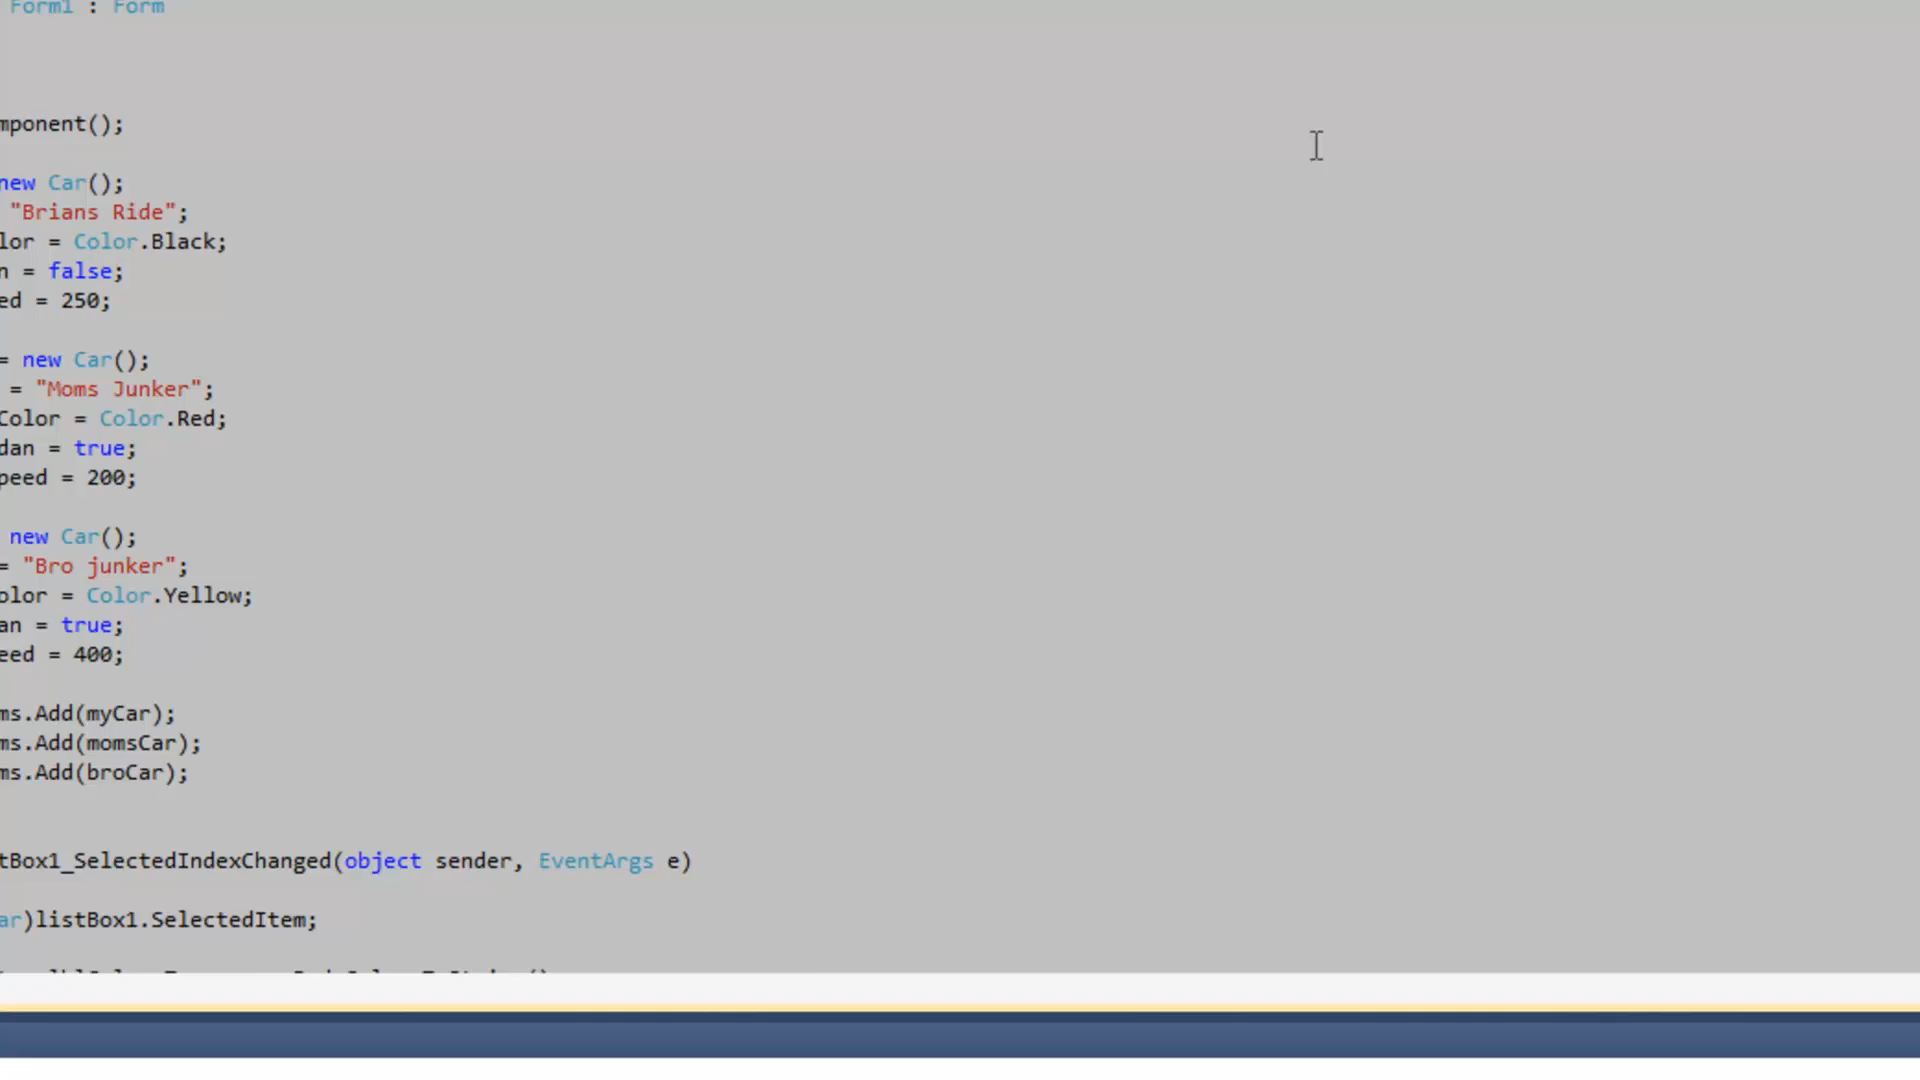 Form1 : Form
mponent();
new Car();
"Brians Ride";
lor = Color.Black;
n = false;
ed = 250;
= new Car();
= "Moms Junker";
Color = Color.Red;
dan = true;
peed = 200;
new Car();
= "Bro junker";
olor = Color.Yellow;
an = true;
eed = 400;
ms.Add(myCar);
ms.Add(momsCar);
ms.Add(broCar);
tBox1_SelectedIndexChanged(object sender, EventArgs e)
ar)listBox1.SelectedItem;